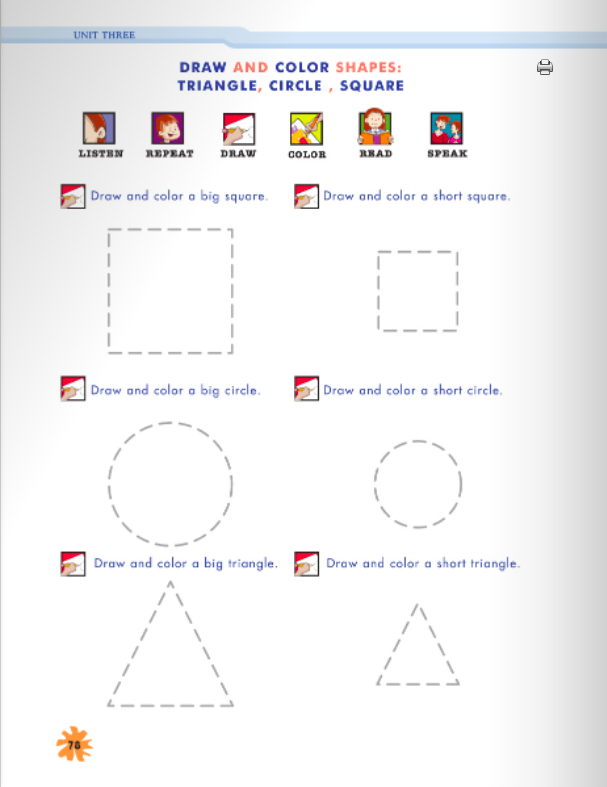 UNIT THREE
DRAW AND COLOR SHAPES:
TRIANGLE, CIRCLE , SQUARE
LISTEN REPEAT DRAW COLOR READ SPEAK
Draw and color a big square. Draw and color a short square.
Draw and color a big circle. Draw and color a short circle.
Draw and color a big triangle. Draw and color a short triangle.
78